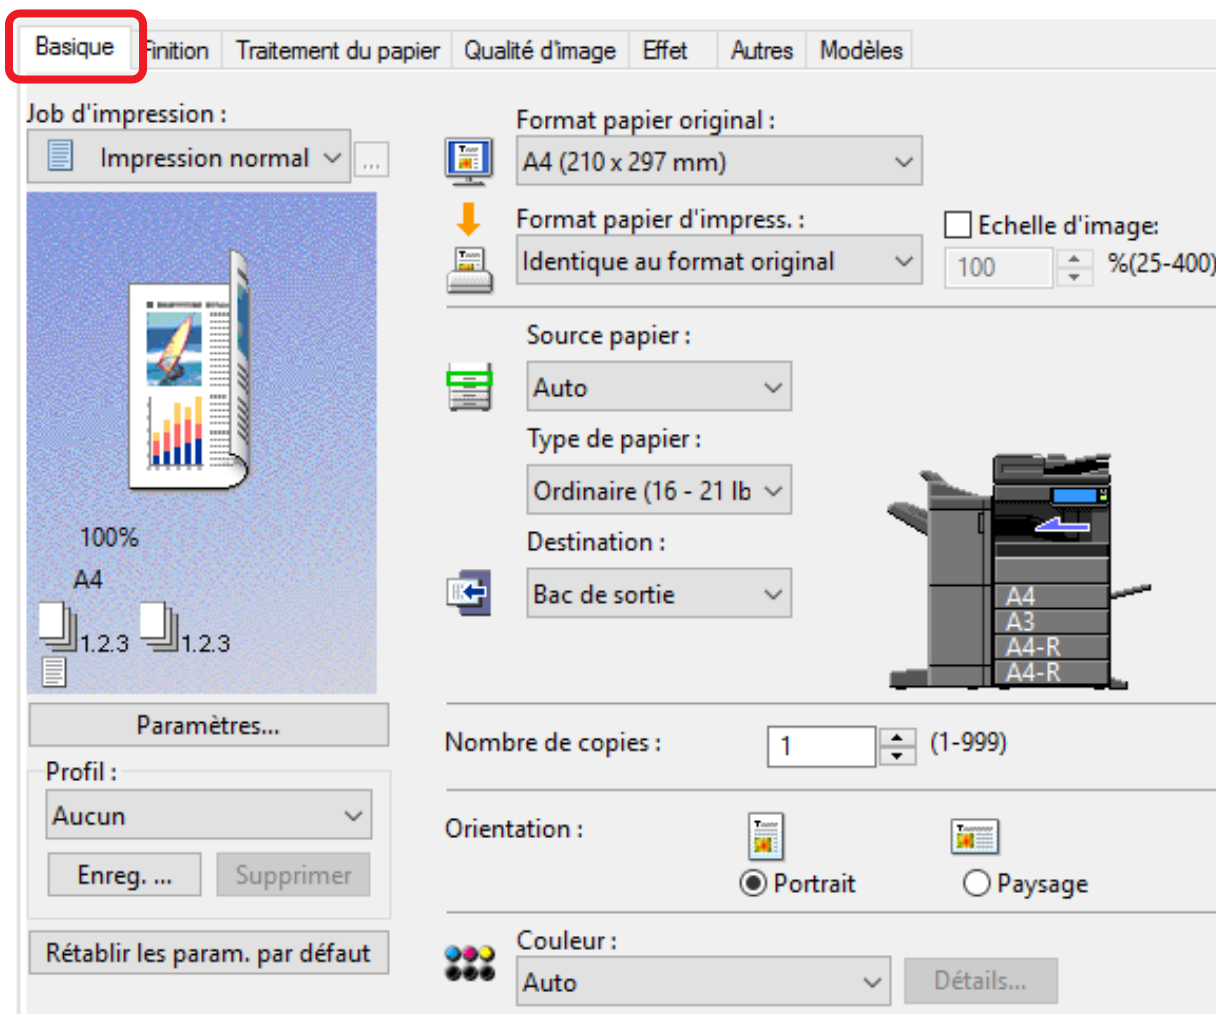 Basique Finition Traitement du papier Qualité d'image Effet Autres Modèles
Job d'impression :
Impression normal
...
100%
A4
1.2.3 1.2.3
Paramètres...
Profil :
Aucun
Enreg. ... Supprimer
Rétablir les param. par défaut
Format papier original :
A4 (210 x 297 mm)
Format papier d'impress. :
Identique au format original
Echelle d'image:
100 %(25-400)
Source papier :
Auto
Type de papier :
Ordinaire (16 - 21 lb
Destination :
Bac de sortie
A4
A3
A4-R
A4-R
Nombre de copies : 1 (1-999)
Orientation :
Portrait Paysage
Couleur :
Auto Détails...